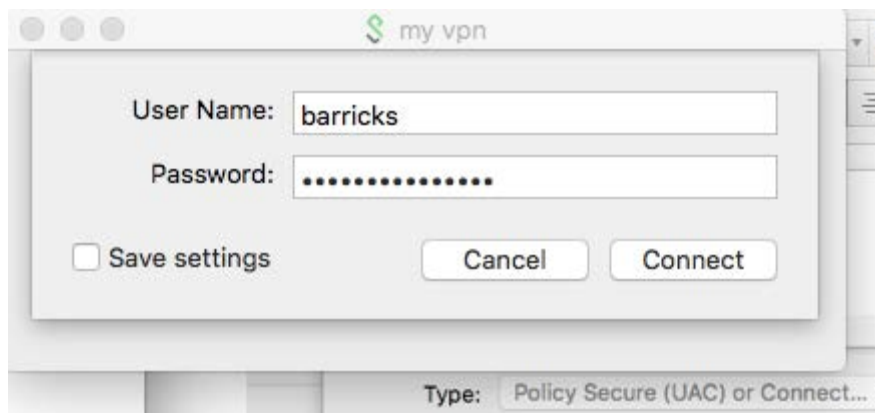 my vpn
User Name: barricks
Password: •••••••••••••••
Save settings Cancel Connect
Type: Policy Secure (UAC) or Connect...